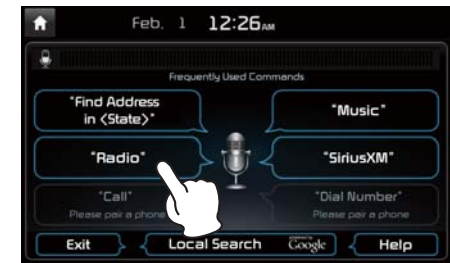 Feb. 1 12:26AM
Frequently Used Commands
"Find Address
in <State>"
"Music"
"Radio"
"SiriusXM"
"Call"
Please pair a phone
"Dial Number"
Please pair a phone
Exit
Local Search powered by Google
Help